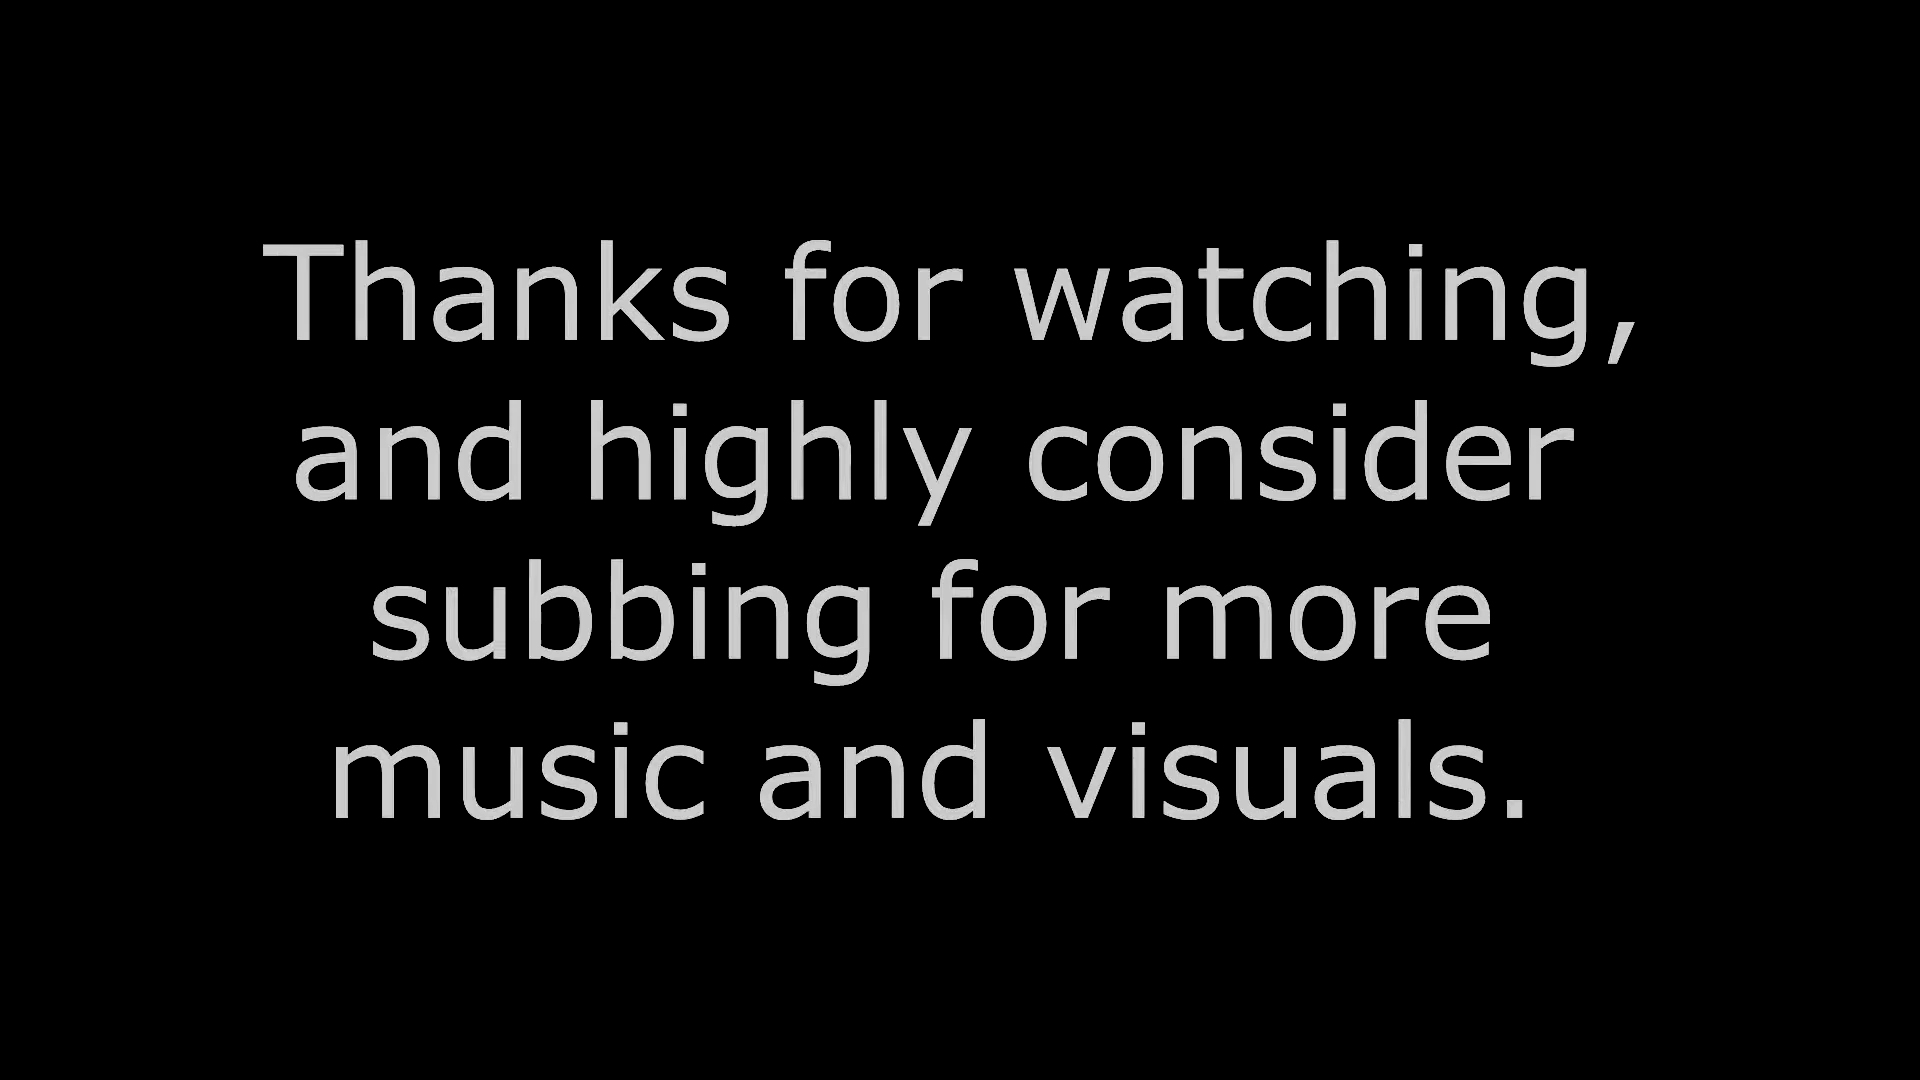 Thanks for watching,
and highly consider
subbing for more
music and visuals.